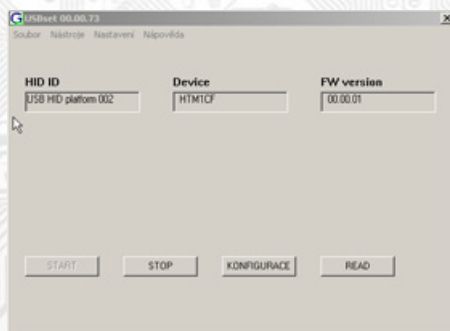 USBset 00.00.73
Soubor Nástroje Nastavení Nápověda
HID ID Device FW version
USB HID platform 002 HTM1CF 00.00.01
START STOP KONFIGURACE READ